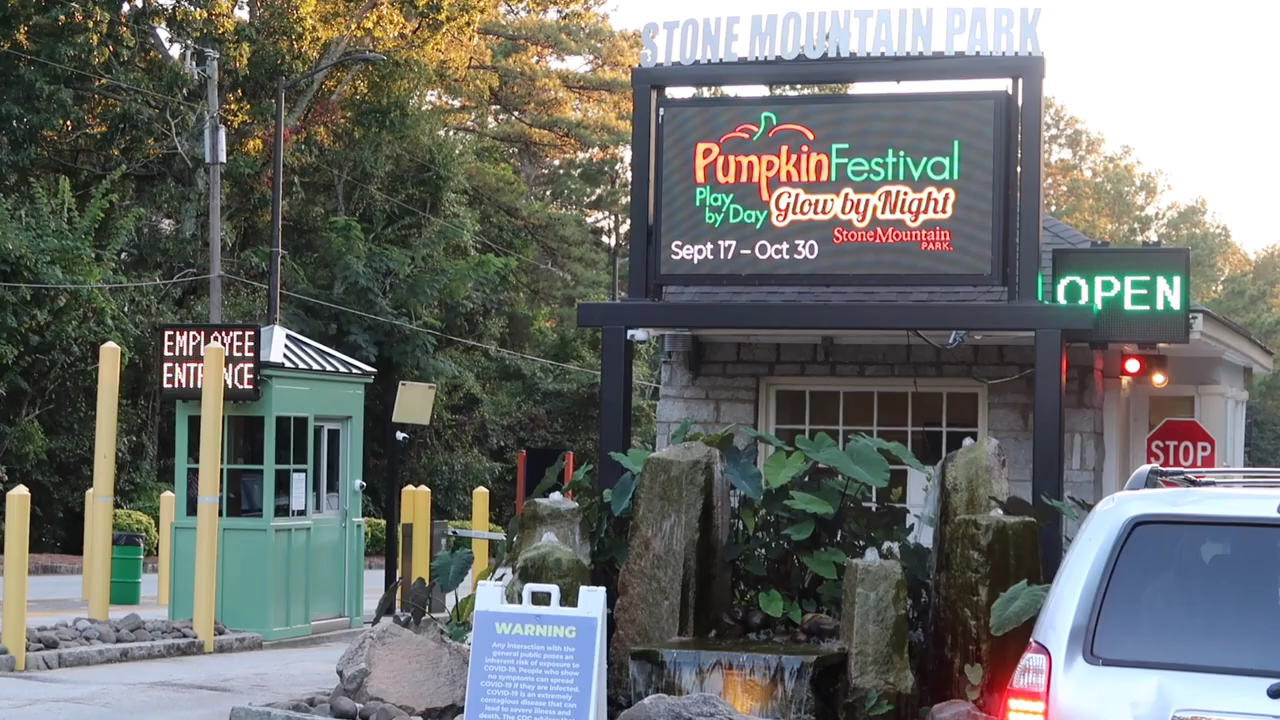 STONE MOUNTAIN PARK
PumpkinFestival
Play
by Day
Glow by Night
StoneMountain
PARK.
Sept 17 – Oct 30
OPEN
EMPLOYEE
ENTRANCE
STOP
WARNING
Any interaction with the
general public poses an
inherent risk of exposure to
COVID-19. People who show
no symptoms can spread
COVID-19 if they are infected.
COVID-19 is an extremely
contagious disease that can
lead to severe illness and
death. The CDC advises that